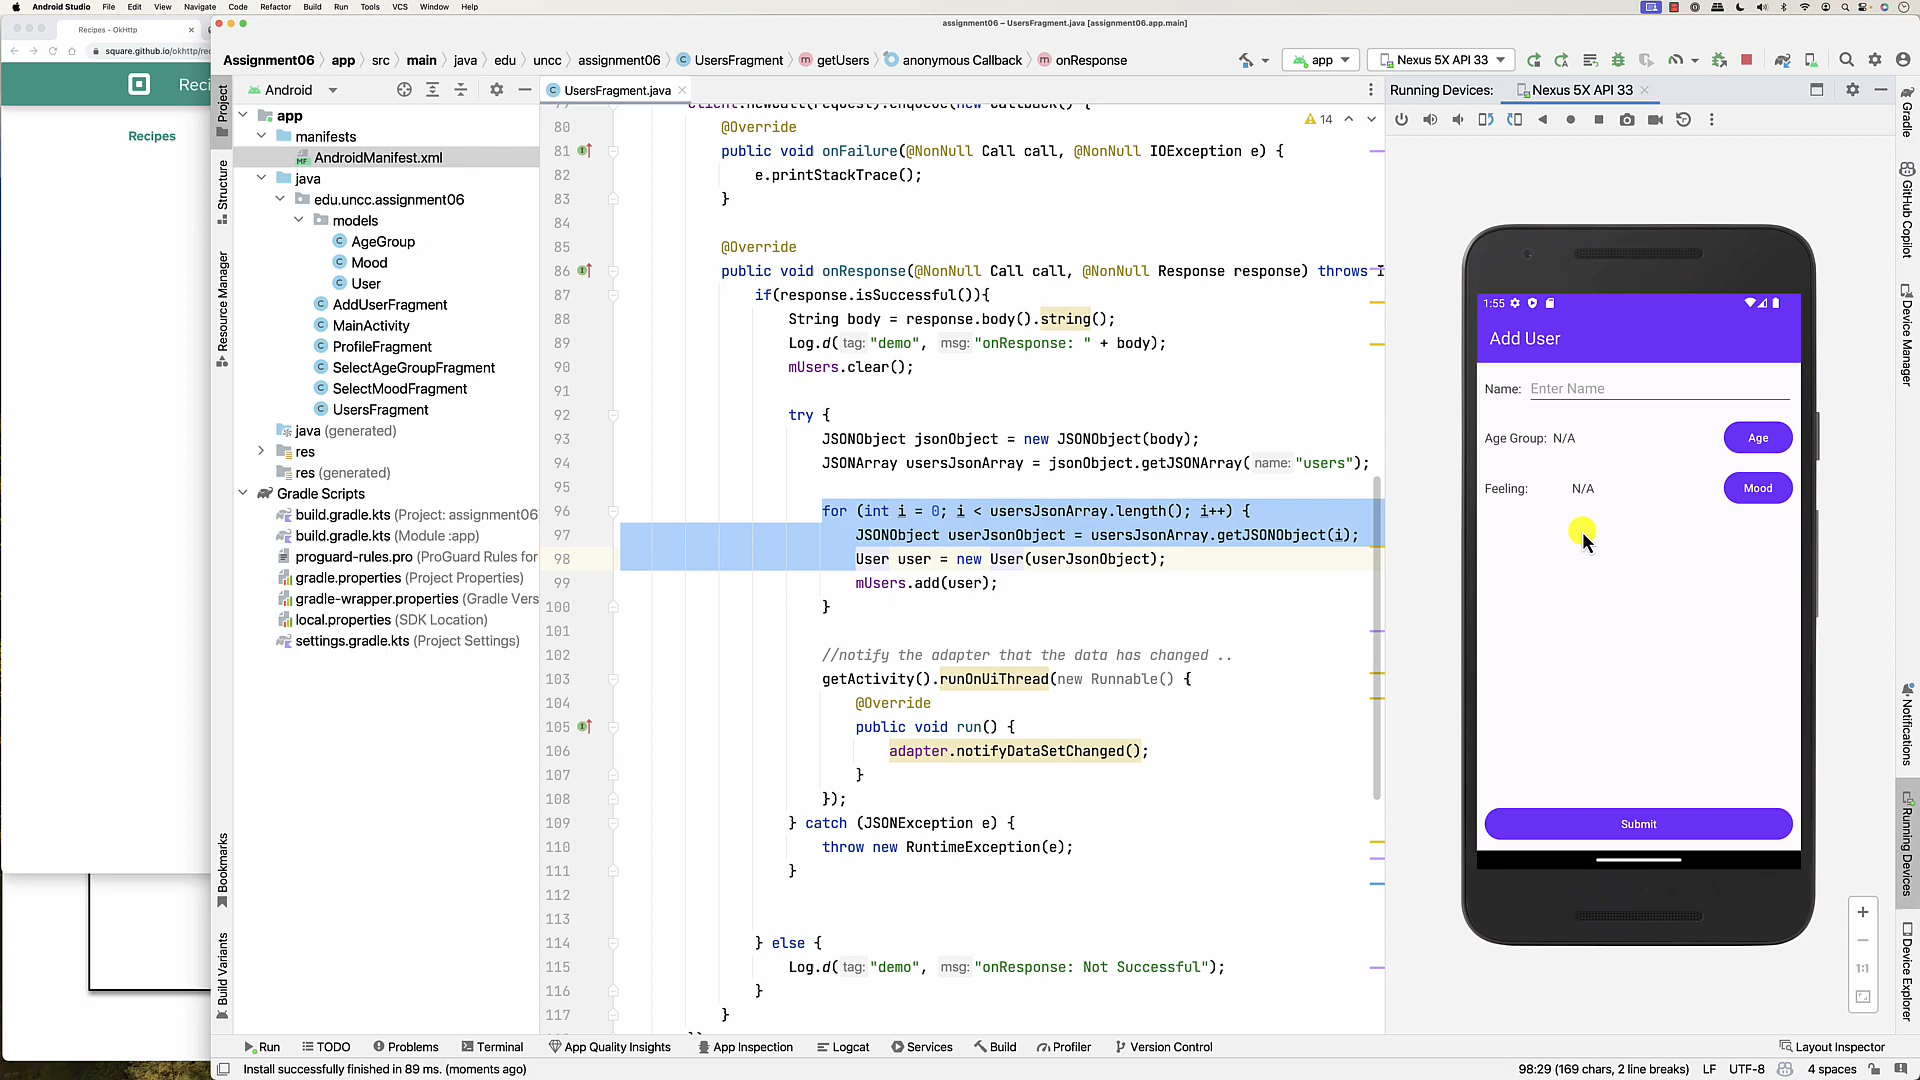 Android Studio File Edit View Navigate Code Refactor Build Run Tools VCS Window Help
Recipes - OkHttp
square.github.io/okhttp/rec
Reci
Recipes
assignment06 – UsersFragment.java [assignment06.app.main]
Assignment06 app src main java edu uncc assignment06 UsersFragment getUsers anonymous Callback onResponse
app Nexus 5X API 33
Android
UsersFragment.java
Running Devices: Nexus 5X API 33
Project
Structure
Resource Manager
Bookmarks
Build Variants
app
manifests
AndroidManifest.xml
java
edu.uncc.assignment06
models
AgeGroup
Mood
User
AddUserFragment
MainActivity
ProfileFragment
SelectAgeGroupFragment
SelectMoodFragment
UsersFragment
java (generated)
res
res (generated)
Gradle Scripts
build.gradle.kts (Project: assignment06
build.gradle.kts (Module :app)
proguard-rules.pro (ProGuard Rules for
gradle.properties (Project Properties)
gradle-wrapper.properties (Gradle Vers
local.properties (SDK Location)
settings.gradle.kts (Project Settings)
14
client.newCall(request).enqueue(new Callback() {
80 @Override
81 public void onFailure(@NonNull Call call, @NonNull IOException e) {
82 e.printStackTrace();
83 }
84
85 @Override
86 public void onResponse(@NonNull Call call, @NonNull Response response) throws I
87 if(response.isSuccessful()){
88 String body = response.body().string();
89 Log.d( tag: "demo", msg: "onResponse: " + body);
90 mUsers.clear();
91
92 try {
93 JSONObject jsonObject = new JSONObject(body);
94 JSONArray usersJsonArray = jsonObject.getJSONArray( name: "users");
95
96 for (int i = 0; i < usersJsonArray.length(); i++) {
97 JSONObject userJsonObject = usersJsonArray.getJSONObject(i);
98 User user = new User(userJsonObject);
99 mUsers.add(user);
100 }
101
102 //notify the adapter that the data has changed ..
103 getActivity().runOnUiThread(new Runnable() {
104 @Override
105 public void run() {
106 adapter.notifyDataSetChanged();
107 }
108 });
109 } catch (JSONException e) {
110 throw new RuntimeException(e);
111 }
112
113
114 } else {
115 Log.d( tag: "demo", msg: "onResponse: Not Successful");
116 }
117 }
1:55
Add User
Name: Enter Name
Age Group: N/A Age
Feeling: N/A Mood
Submit
1:1
Gradle
GitHub Copilot
Device Manager
Notifications
Running Devices
Device Explorer
Run TODO Problems Terminal App Quality Insights App Inspection Logcat Services Build Profiler Version Control Layout Inspector
Install successfully finished in 89 ms. (moments ago) 98:29 (169 chars, 2 line breaks) LF UTF-8 4 spaces